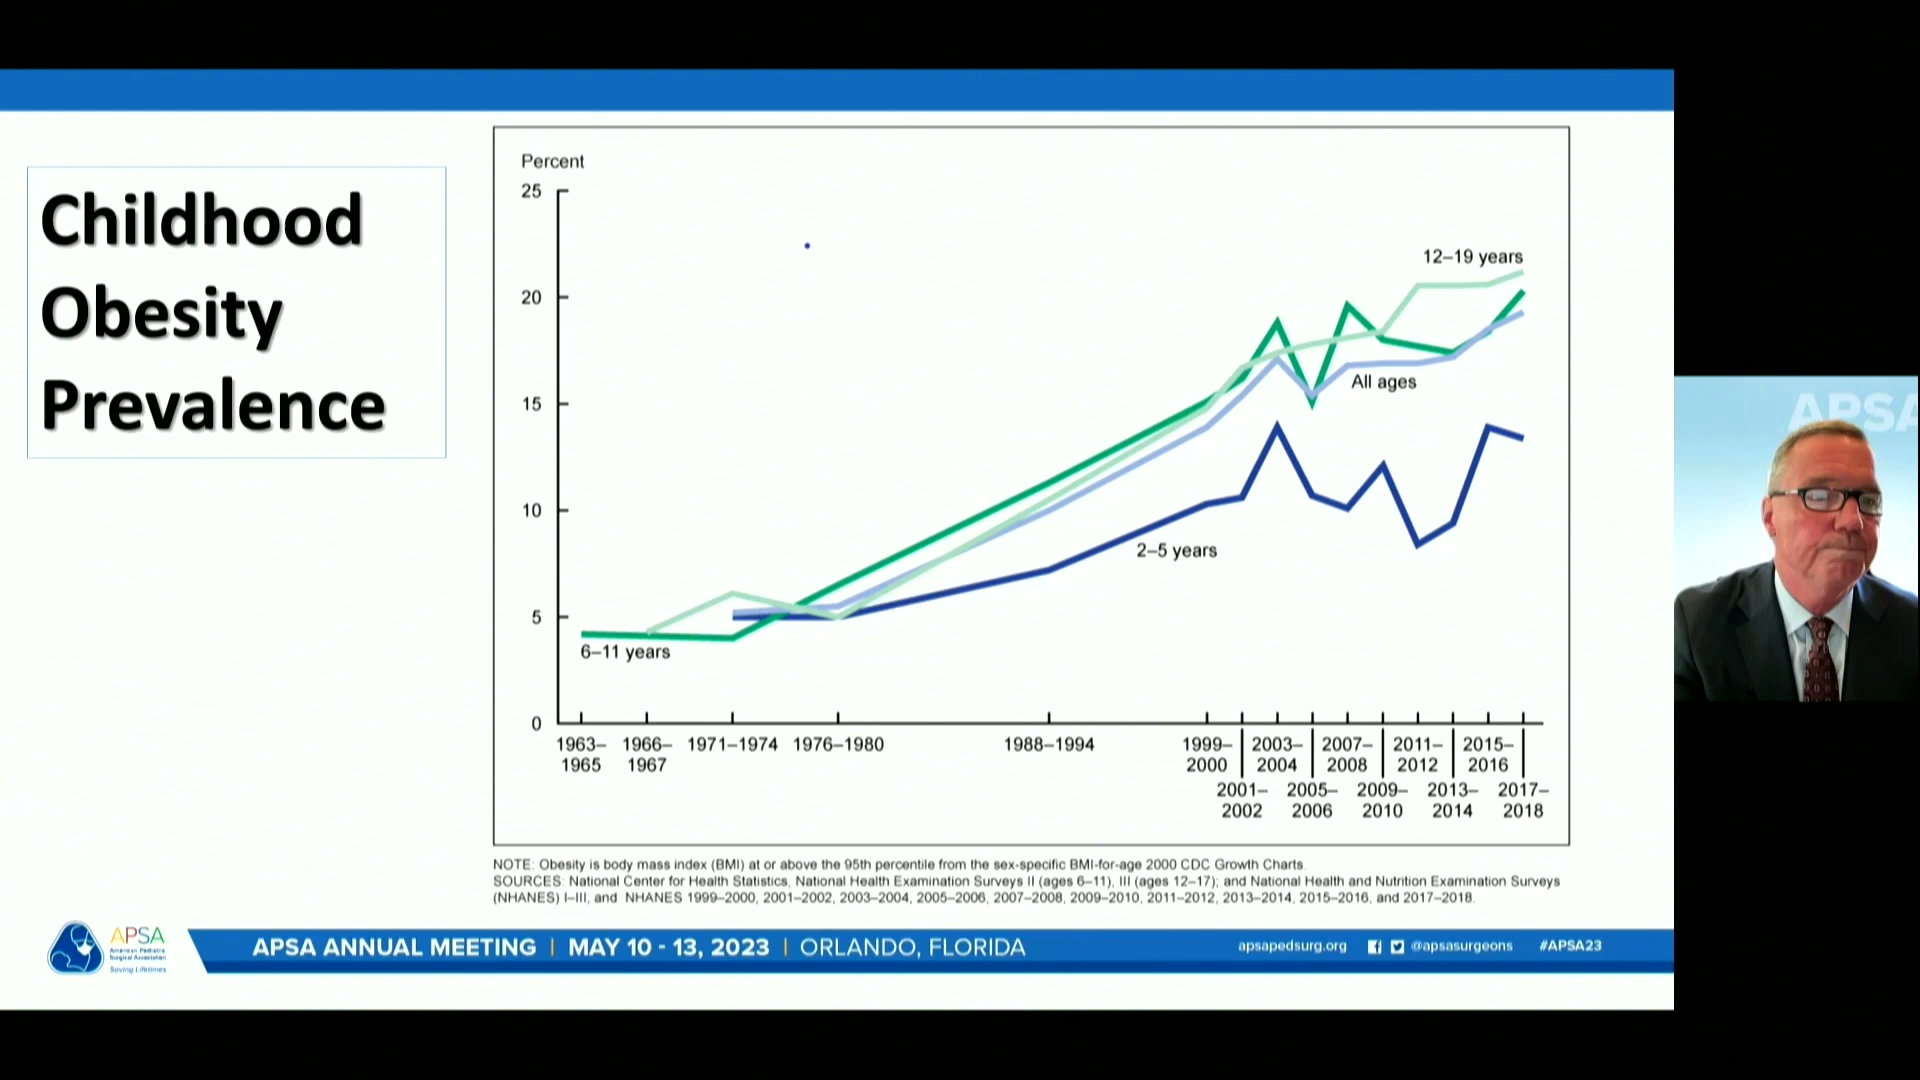 Childhood
Obesity
Prevalence
Percent
25
20
15
10
5
0
12–19 years
All ages
2–5 years
6–11 years
1963–
1965
1966–
1967
1971–1974
1976–1980
1988–1994
1999–
2000
2001–
2002
2003–
2004
2005–
2006
2007–
2008
2009–
2010
2011–
2012
2013–
2014
2015–
2016
2017–
2018
NOTE: Obesity is body mass index (BMI) at or above the 95th percentile from the sex-specific BMI-for-age 2000 CDC Growth Charts.
SOURCES: National Center for Health Statistics, National Health Examination Surveys II (ages 6–11), III (ages 12–17); and National Health and Nutrition Examination Surveys
(NHANES) I–III, and NHANES 1999–2000, 2001–2002, 2003–2004, 2005–2006, 2007–2008, 2009–2010, 2011–2012, 2013–2014, 2015–2016, and 2017–2018.
APSA
American Pediatric
Surgical Association
Saving Lifetimes
APSA ANNUAL MEETING | MAY 10 - 13, 2023 | ORLANDO, FLORIDA
apsapedsurg.org
@apsasurgeons
#APSA23
APSA